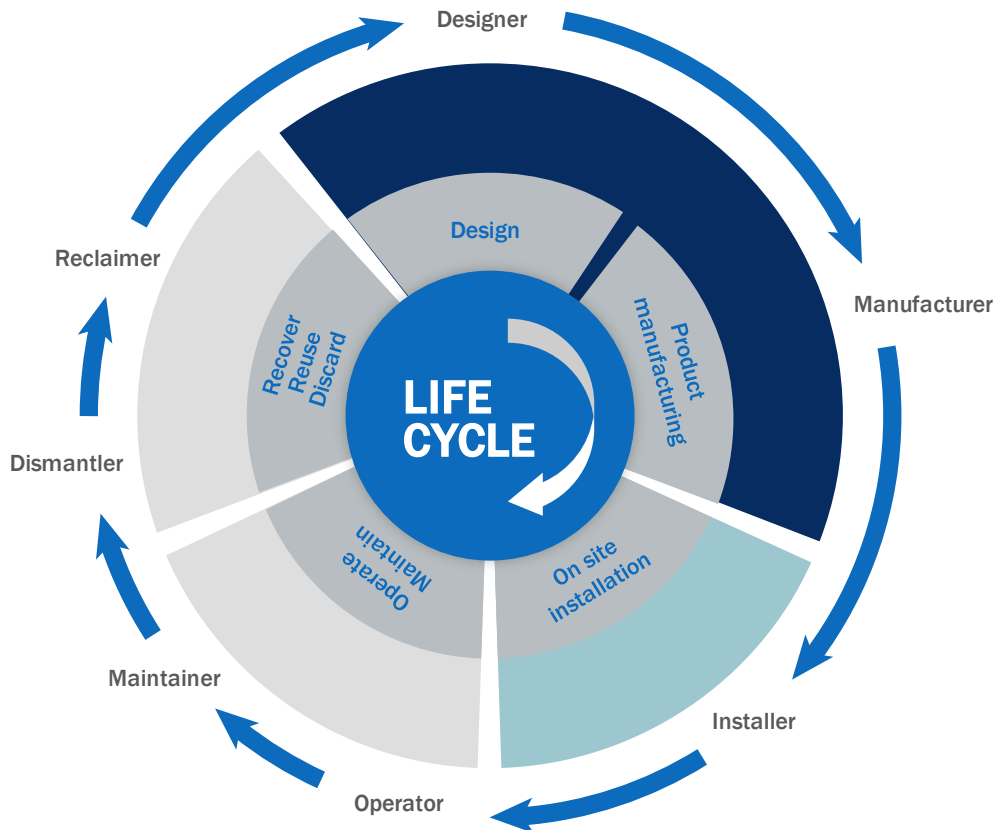 Designer
Design
Reclaimer
Recover
Reuse
Discard
Product
manufacturing
Manufacturer
LIFE
CYCLE
Dismantler
Operate
Maintain
On site
installation
Maintainer
Installer
Operator